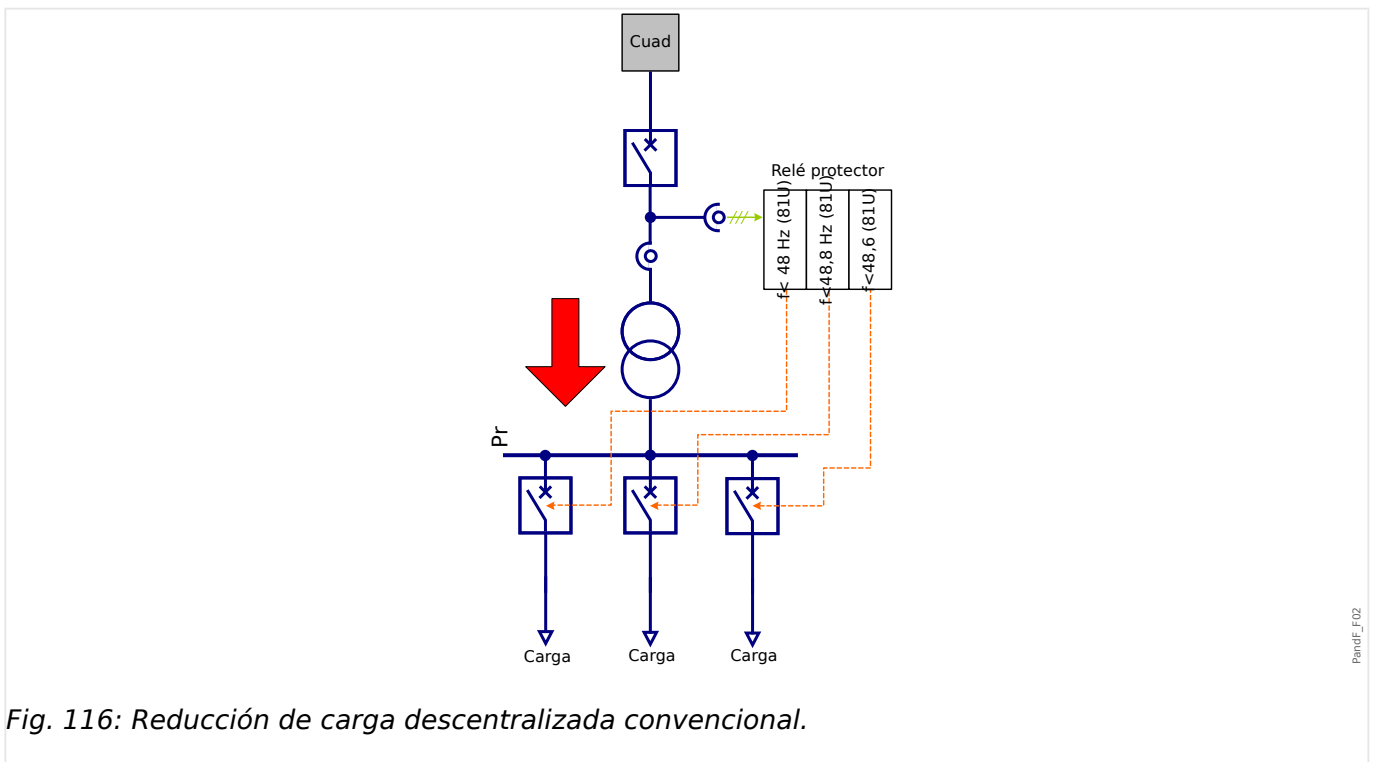 Cuad
Relé protector
f< 48 Hz (81U)
f<48,8 Hz (81U)
f<48,6 (81U)
Pr
Carga
Carga
Carga
PandF_F02
Fig. 116: Reducción de carga descentralizada convencional.